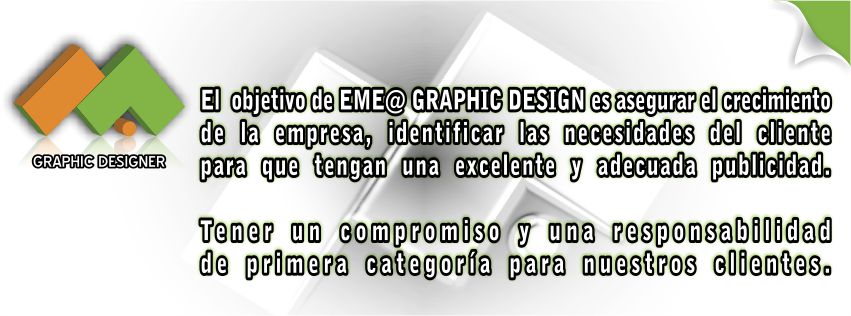 El objetivo de EME@ GRAPHIC DESIGN es asegurar el crecimiento
de la empresa, identificar las necesidades del cliente
para que tengan una excelente y adecuada publicidad.
GRAPHIC DESIGNER
Tener un compromiso y una responsabilidad
de primera categoría para nuestros clientes.